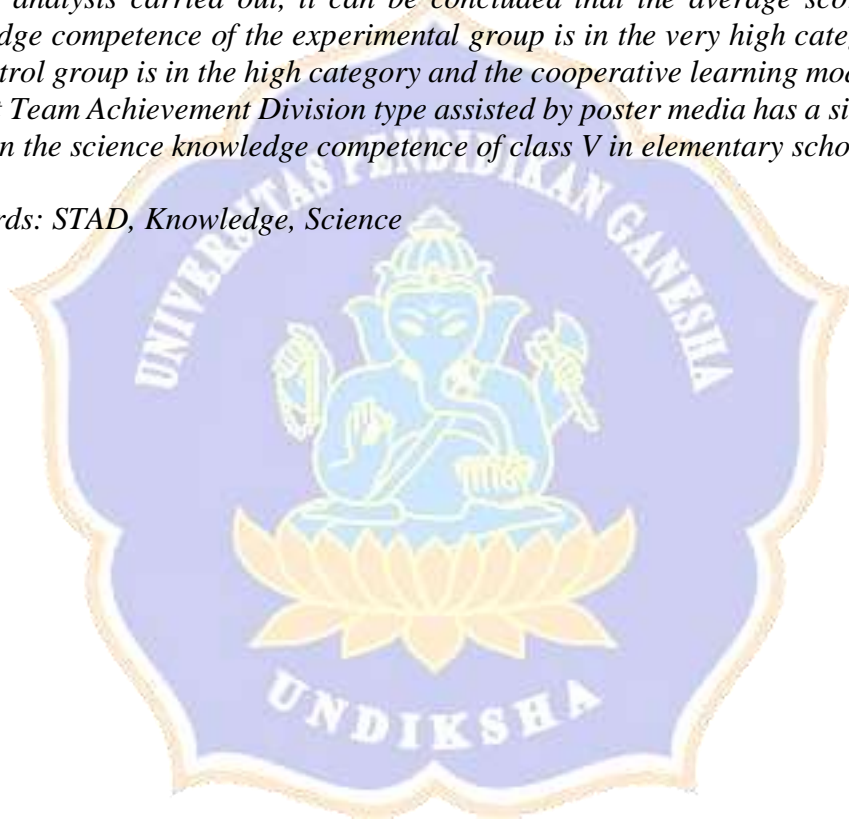 analysis carried out, it can be concluded that the average sco
dge competence of the experimental group is in the very high categ
trol group is in the high category and the cooperative learning mo
t Team Achievement Division type assisted by poster media has a si
n the science knowledge competence of class V in elementary scho
rds: STAD, Knowledge, Science
UNIVERSITAS PENDIDIKAN GANESHA
UNDIKSHA